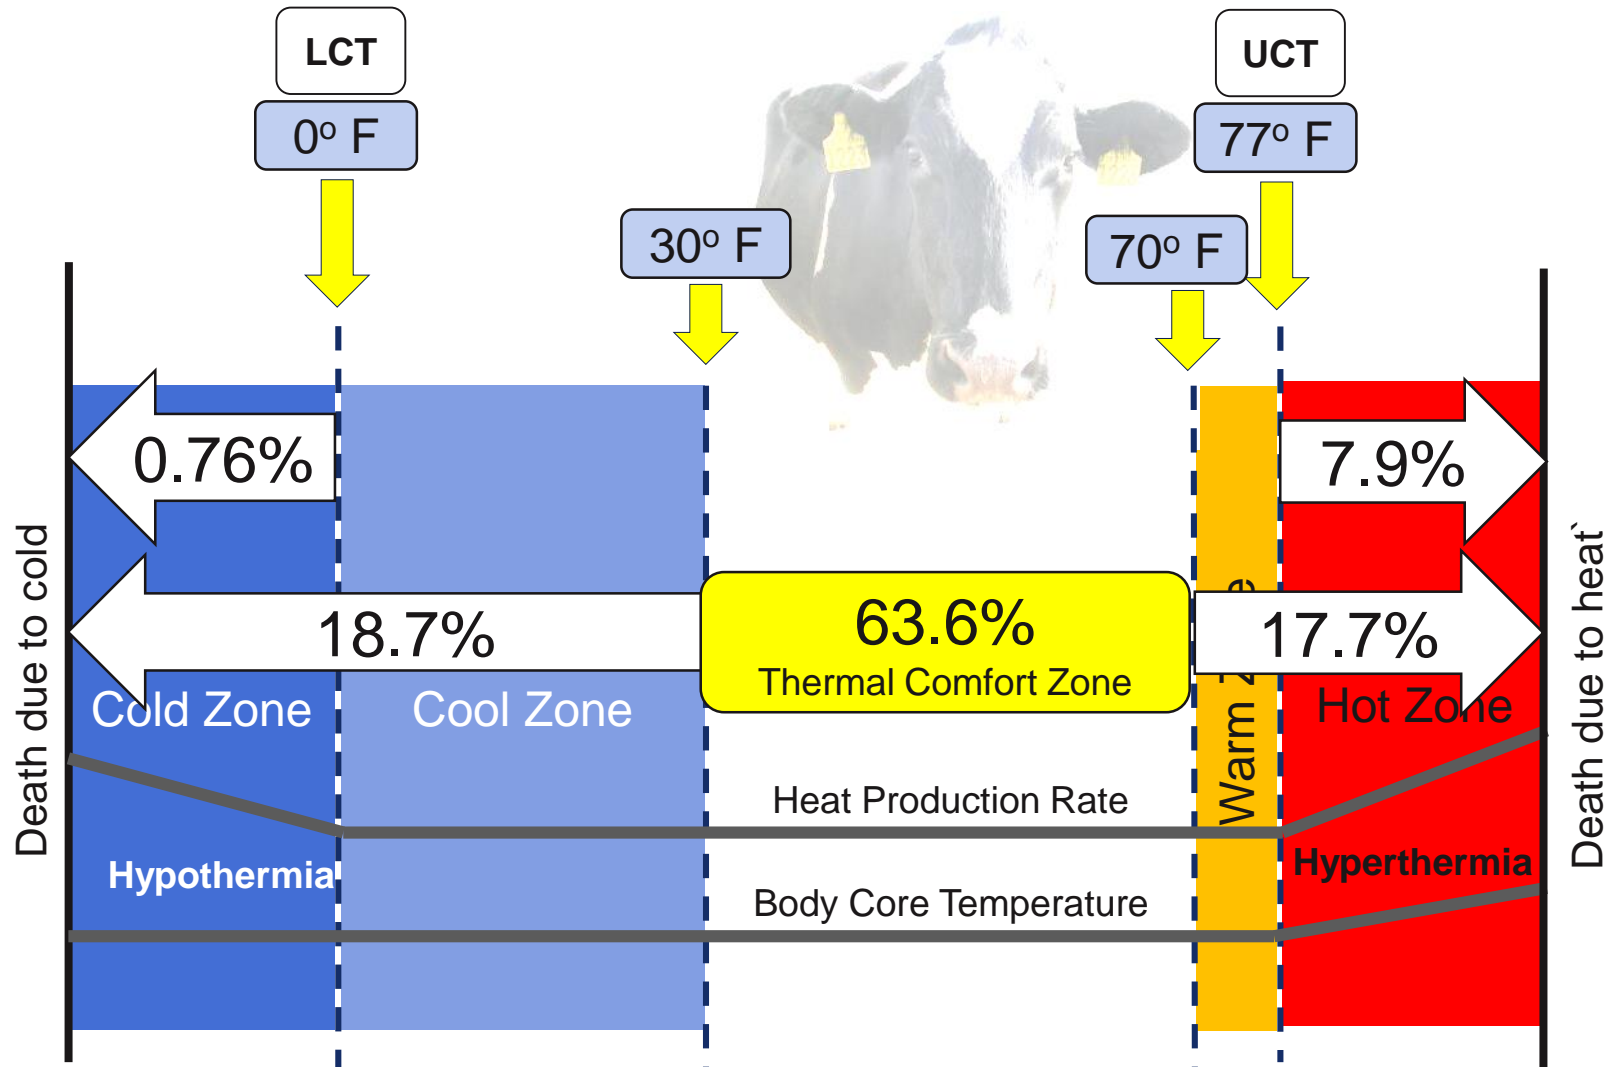 LCT
UCT
0º F
77º F
30º F
70º F
0.76%
7.9%
18.7%
63.6%
Thermal Comfort Zone
17.7%
Cold Zone
Cool Zone
Warm Z e
Hot Zone
Heat Production Rate
Hypothermia
Hyperthermia
Body Core Temperature
Death due to cold
Death due to heat`